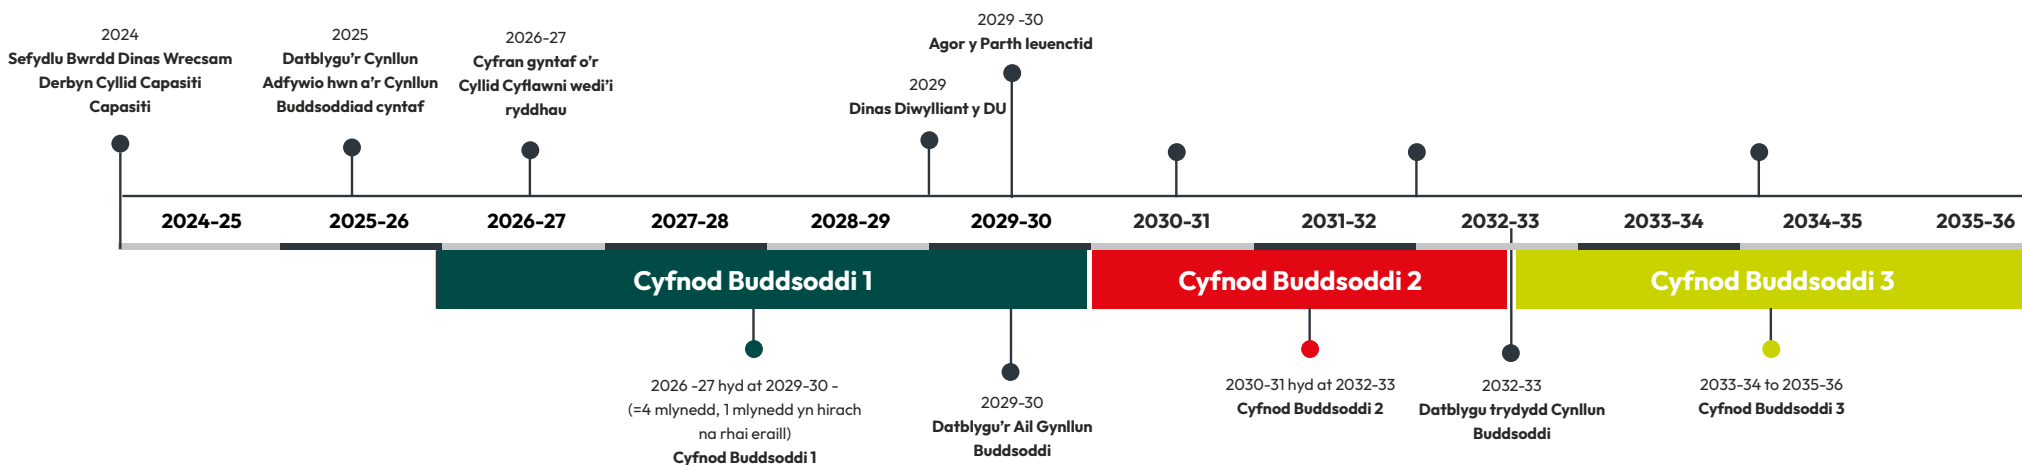 2024
Sefydlu Bwrdd Dinas Wrecsam
Derbyn Cyllid Capasiti
Capasiti
2025
Datblygu'r Cynllun
Adfywio hwn a'r Cynllun
Buddsoddiad cyntaf
2026-27
Cyfran gyntaf o'r
Cyllid Cyflawni wedi'i
ryddhau
2029
Dinas Diwylliant y DU
2029 -30
Agor y Parth Ieuenctid
2024-25
2025-26
2026-27
2027-28
2028-29
2029-30
2030-31
2031-32
2032-33
2033-34
2034-35
2035-36
Cyfnod Buddsoddi 1
Cyfnod Buddsoddi 2
Cyfnod Buddsoddi 3
2026 -27 hyd at 2029-30 -
(=4 mlynedd, 1 mlynedd yn hirach
na rhai eraill)
Cyfnod Buddsoddi 1
2029-30
Datblygu'r Ail Gynllun
Buddsoddi
2030-31 hyd at 2032-33
Cyfnod Buddsoddi 2
2032-33
Datblygu trydydd Cynllun
Buddsoddi
2033-34 to 2035-36
Cyfnod Buddsoddi 3